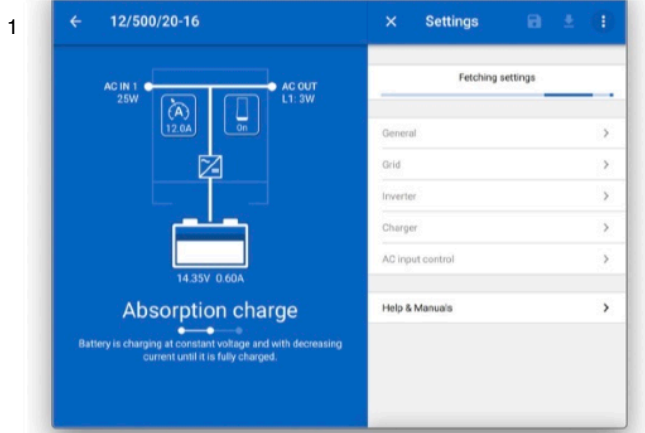 1
12/500/20-16
Settings
AC IN 1
25W
AC OUT
L1: 3W
A
12.0A
On
14.35V 0.60A
Absorption charge
Battery is charging at constant voltage and with decreasing
current until it is fully charged.
Fetching settings
General
Grid
Inverter
Charger
AC input control
Help & Manuals